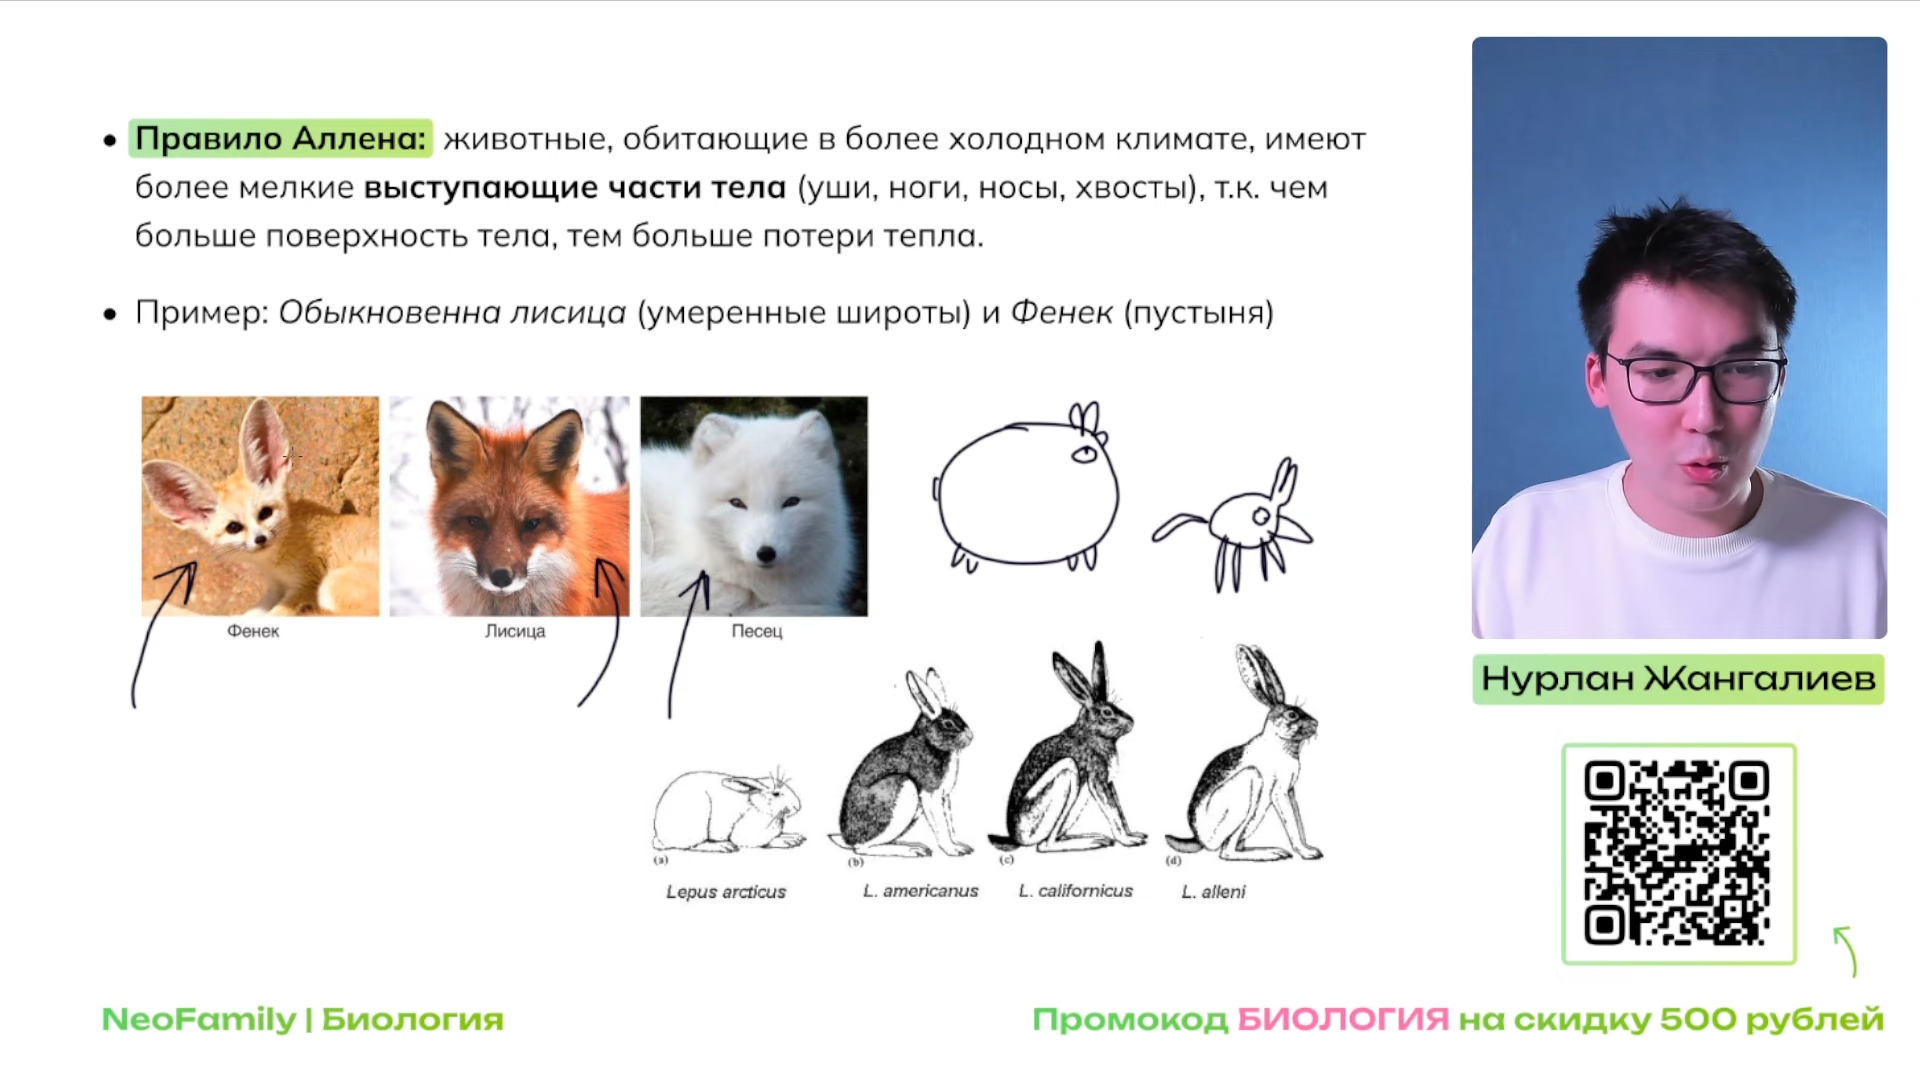 • Правило Аллена: животные, обитающие в более холодном климате, имеют
более мелкие выступающие части тела (уши, ноги, носы, хвосты), т.к. чем
больше поверхность тела, тем больше потери тепла.
• Пример: Обыкновенна лисица (умеренные широты) и Фенек (пустыня)
Фенек
Лисица
Песец
(a)
(b)
(c)
(d)
Lepus arcticus
L. americanus
L. californicus
L. alleni
Нурлан Жангалиев
NeoFamily | Биология
Промокод БИОЛОГИЯ на скидку 500 рублей